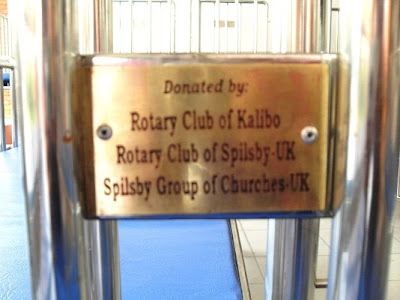 Donated by:
Rotary Club of Kalibo
Rotary Club of Spilsby-UK
Spilsby Group of Churches-UK